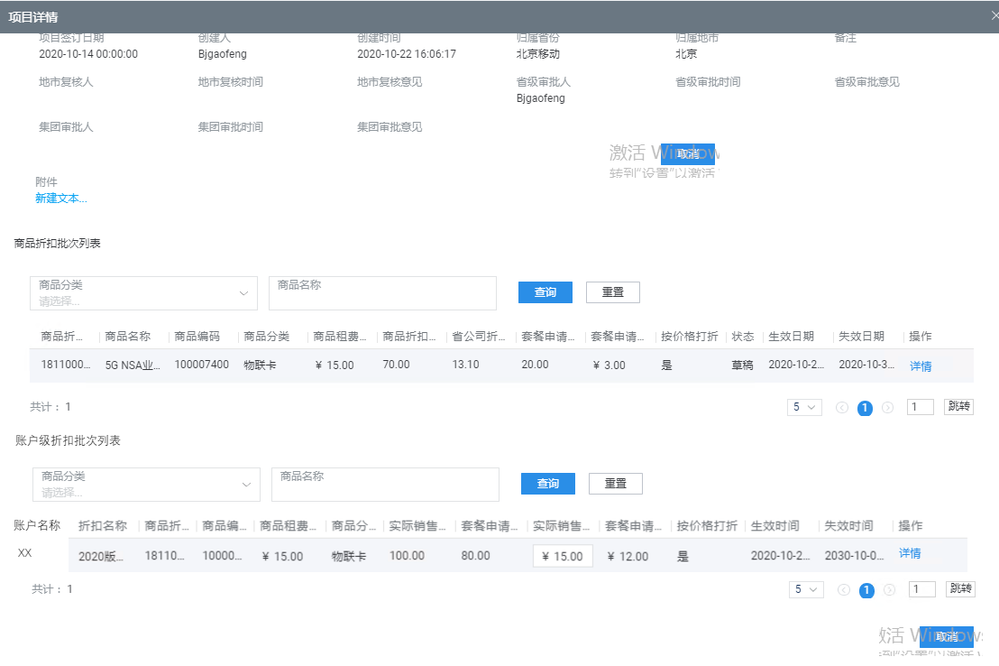 项目详情
项目签订日期 创建人 创建时间 归属省份 归属地市 备注
2020-10-14 00:00:00 Bjgaofeng 2020-10-22 16:06:17 北京移动 北京
地市复核人 地市复核时间 地市复核意见 省级审批人 省级审批时间 省级审批意见
Bjgaofeng
集团审批人 集团审批时间 集团审批意见
激活 Window
取消
转到"设置"以激活
附件
新建文本...
商品折扣批次列表
商品分类 商品名称
请选择... 查询 重置
商品折... 商品名称 商品编码 商品分类 商品租费... 商品折扣... 省公司折... 套餐申请... 套餐申请... 按价格打折 状态 生效日期 失效日期 操作
1811000... 5G NSA业... 100007400 物联卡 ¥ 15.00 70.00 13.10 20.00 ¥ 3.00 是 草稿 2020-10-2... 2020-10-3... 详情
共计： 1 5 1 1 跳转
账户级折扣批次列表
商品分类 商品名称
请选择... 查询 重置
账户名称 折扣名称 商品折... 商品编... 商品租费... 商品分... 实际销售... 套餐申请... 实际销售... 套餐申请... 按价格打折 生效时间 失效时间 操作
XX 2020版... 18110... 10000... ¥ 15.00 物联卡 100.00 80.00 ¥ 15.00 ¥ 12.00 是 2020-10-2... 2030-10-0... 详情
共计： 1 5 1 1 跳转
激活 Windows
取消
到"设置"以激活